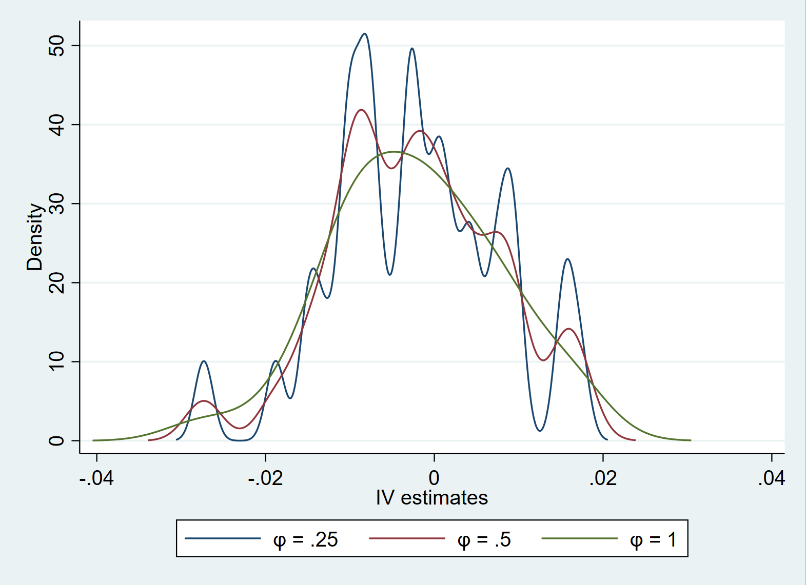 Density
50
40
30
20
10
0
-.04 -.02 0 .02 .04
IV estimates
φ = .25 φ = .5 φ = 1